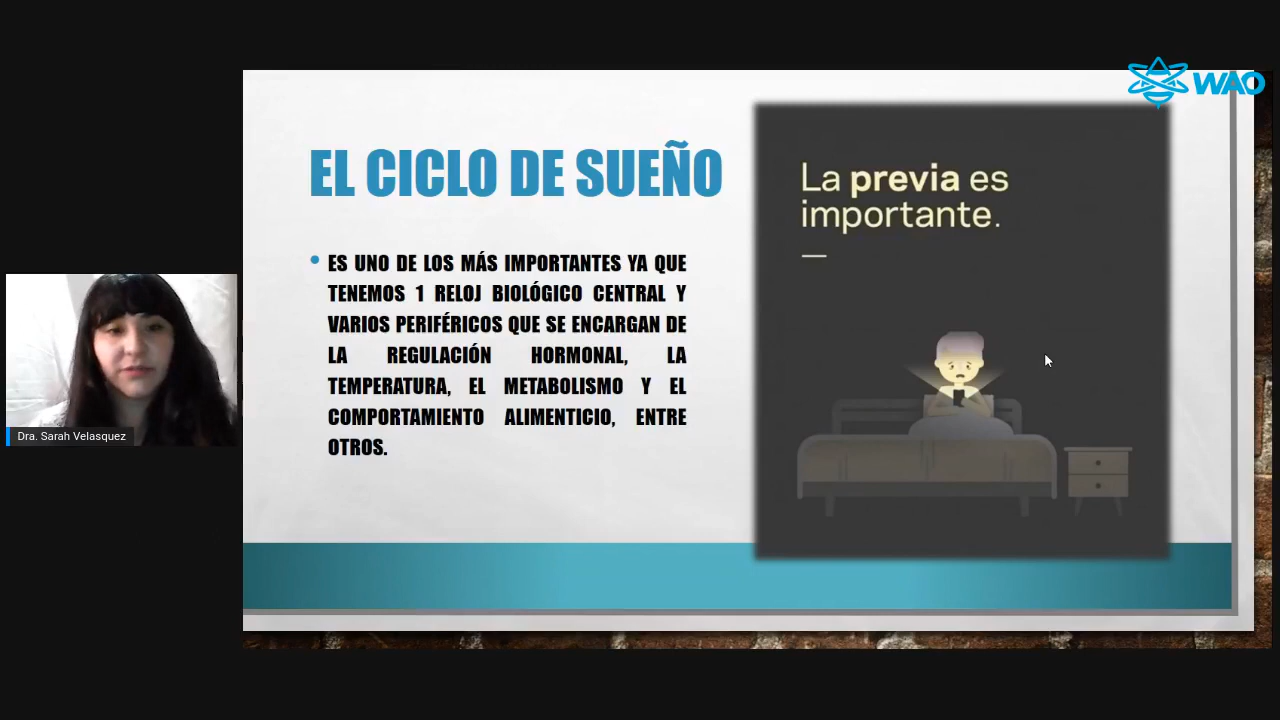 WAO
EL CICLO DE SUEÑO
• ES UNO DE LOS MÁS IMPORTANTES YA QUE
TENEMOS 1 RELOJ BIOLÓGICO CENTRAL Y
VARIOS PERIFÉRICOS QUE SE ENCARGAN DE
LA REGULACIÓN HORMONAL, LA
TEMPERATURA, EL METABOLISMO Y EL
COMPORTAMIENTO ALIMENTICIO, ENTRE
OTROS.
La previa es
importante.
Dra. Sarah Velasquez